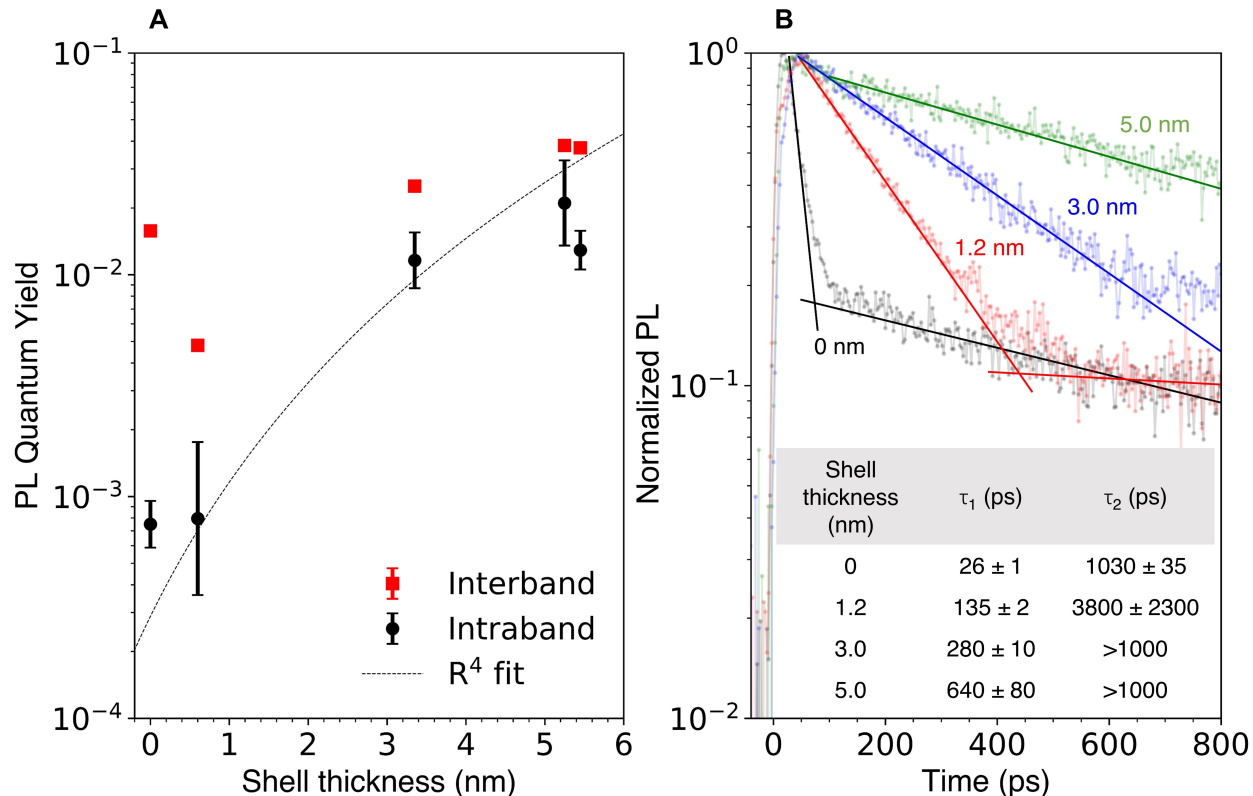 A
10⁻¹
10⁻²
10⁻³
10⁻⁴
PL Quantum Yield
0 1 2 3 4 5 6
Shell thickness (nm)
Interband
Intraband
R⁴ fit
B
10⁰
10⁻¹
10⁻²
Normalized PL
5.0 nm
3.0 nm
1.2 nm
0 nm
Shell
thickness
(nm)
τ₁ (ps)
τ₂ (ps)
0 26 ± 1 1030 ± 35
1.2 135 ± 2 3800 ± 2300
3.0 280 ± 10 >1000
5.0 640 ± 80 >1000
0 200 400 600 800
Time (ps)